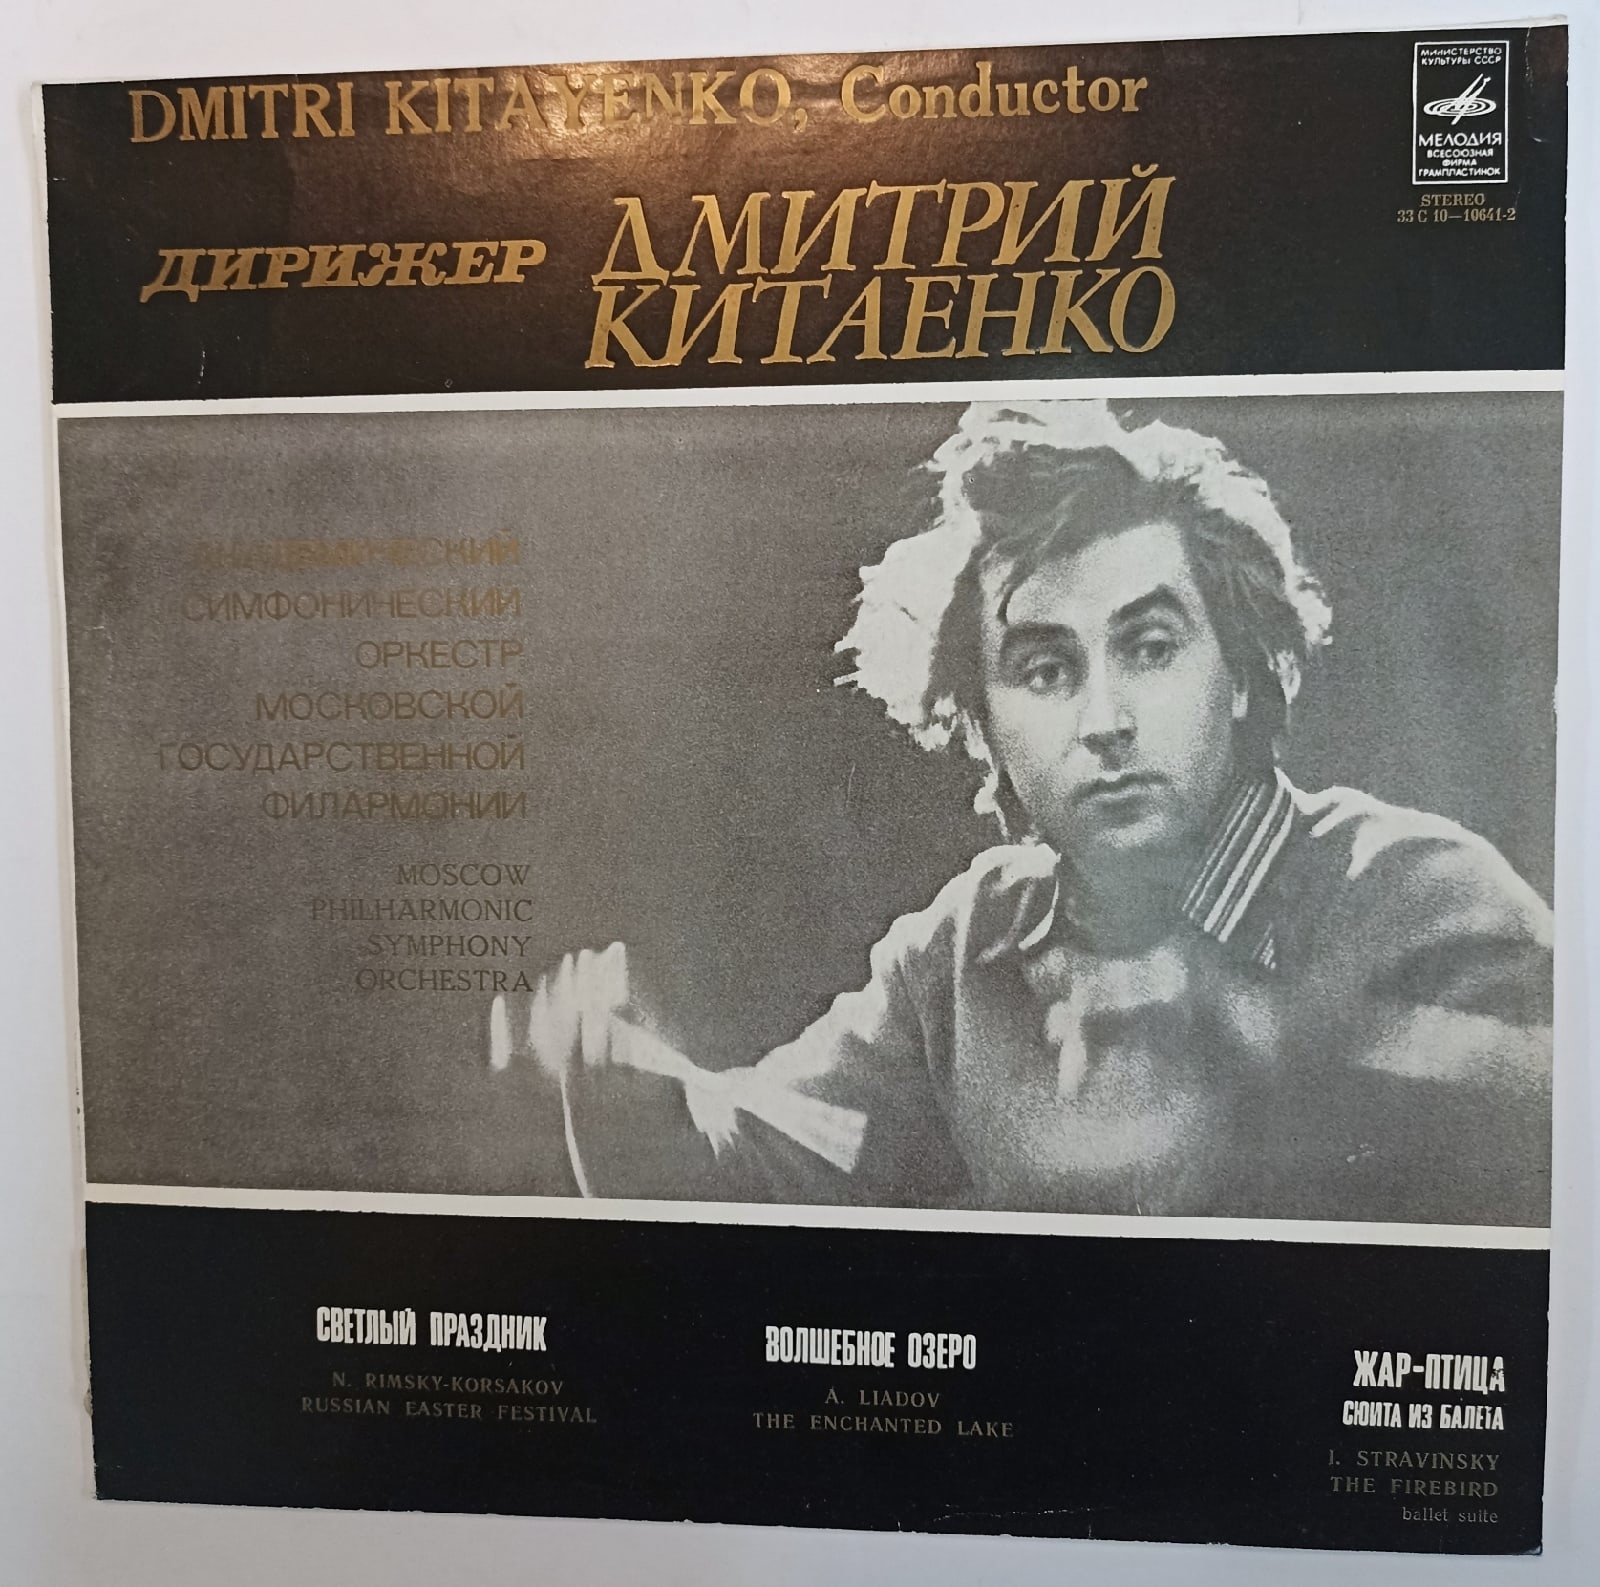 DMITRI KITAYENKO, Conductor
МИНИСТЕРСТВО
КУЛЬТУРЫ СССР
МЕЛОДИЯ
ВСЕСОЮЗНАЯ
ФИРМА
ГРАМПЛАСТИНОК
STEREO
33 С 10—10641-2
ДИРИЖЕР
ДМИТРИЙ
КИТАЕНКО
АКАДЕМИЧЕСКИЙ
СИМФОНИЧЕСКИЙ
ОРКЕСТР
МОСКОВСКОЙ
ГОСУДАРСТВЕННОЙ
ФИЛАРМОНИИ
MOSCOW
PHILHARMONIC
SYMPHONY
ORCHESTRA
СВЕТЛЫЙ ПРАЗДНИК
N. RIMSKY-KORSAKOV
RUSSIAN EASTER FESTIVAL
ВОЛШЕБНОЕ ОЗЕРО
A. LIADOV
THE ENCHANTED LAKE
ЖАР-ПТИЦА
СЮИТА ИЗ БАЛЕТА
I. STRAVINSKY
THE FIREBIRD
ballet suite